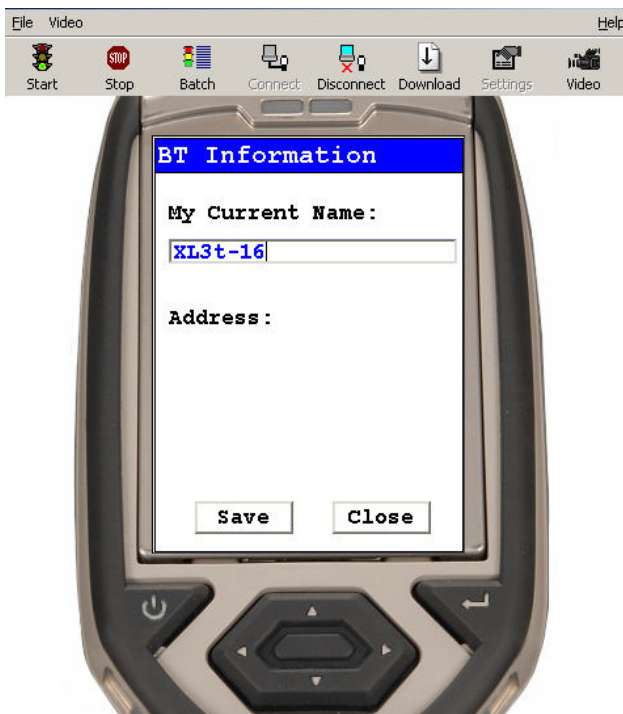 File Video Help
STOP
Start Stop Batch Connect Disconnect Download Settings Video
BT Information
My Current Name:
XL3t-16
Address:
Save Close